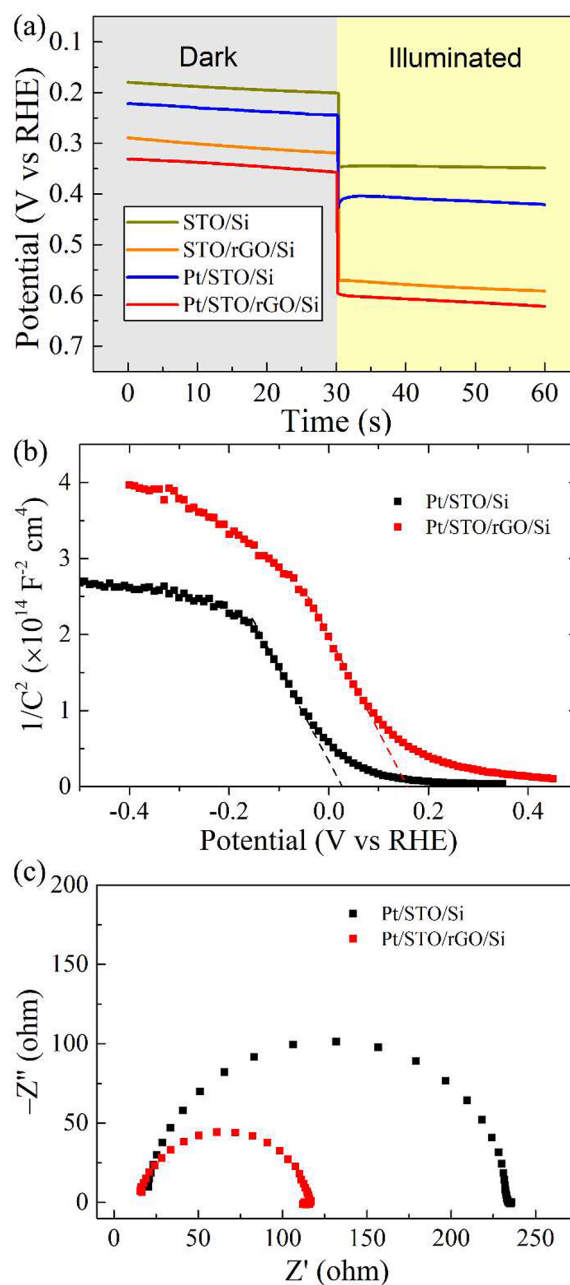 (a)
0.1
0.2
0.3
0.4
0.5
0.6
0.7
Potential (V vs RHE)
Dark
Illuminated
STO/Si
STO/rGO/Si
Pt/STO/Si
Pt/STO/rGO/Si
0 10 20 30 40 50 60
Time (s)
(b)
4
3
2
1
0
1/C² (×10¹⁴ F⁻² cm⁴)
Pt/STO/Si
Pt/STO/rGO/Si
-0.4 -0.2 0.0 0.2 0.4
Potential (V vs RHE)
(c)
200
150
100
50
0
−Z" (ohm)
Pt/STO/Si
Pt/STO/rGO/Si
0 50 100 150 200 250
Z' (ohm)